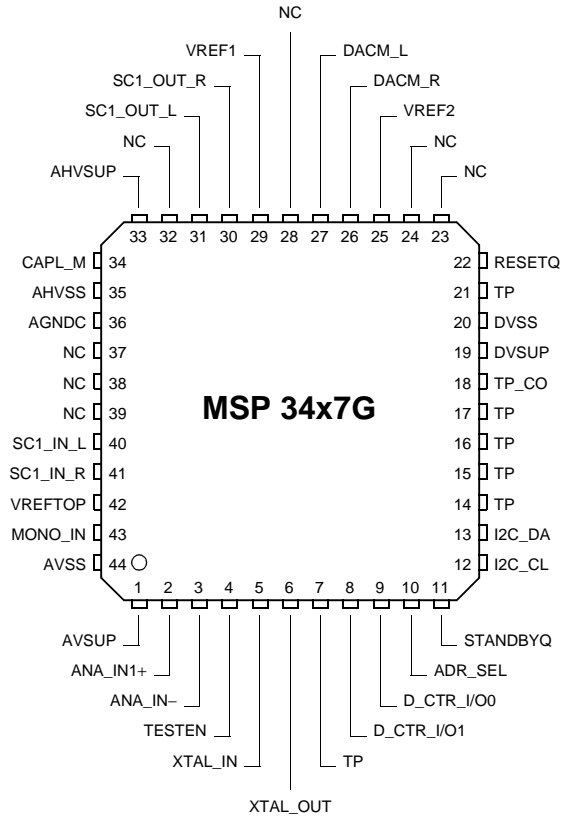 NC
VREF1 DACM_L
SC1_OUT_R DACM_R
SC1_OUT_L VREF2
NC NC
AHVSUP NC
33 32 31 30 29 28 27 26 25 24 23
CAPL_M 34 22 RESETQ
AHVSS 35 21 TP
AGNDC 36 20 DVSS
NC 37 19 DVSUP
NC 38 18 TP_CO
NC 39 MSP 34x7G 17 TP
SC1_IN_L 40 16 TP
SC1_IN_R 41 15 TP
VREFTOP 42 14 TP
MONO_IN 43 13 I2C_DA
AVSS 44 12 I2C_CL
1 2 3 4 5 6 7 8 9 10 11
AVSUP STANDBYQ
ANA_IN1+ ADR_SEL
ANA_IN− D_CTR_I/O0
TESTEN D_CTR_I/O1
XTAL_IN TP
XTAL_OUT